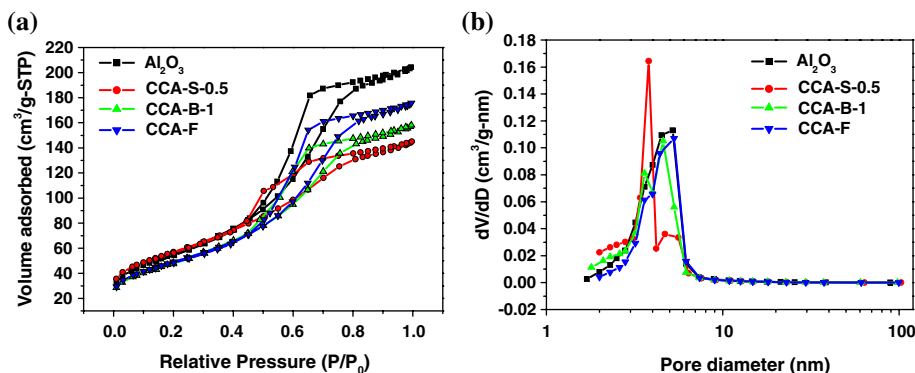 (a)
Volume adsorbed (cm³/g-STP)
220
200
180
160
140
120
100
80
60
40
20
Al₂O₃
CCA-S-0.5
CCA-B-1
CCA-F
0.0 0.2 0.4 0.6 0.8 1.0
Relative Pressure (P/P₀)
(b)
dV/dD (cm³/g-nm)
0.18
0.16
0.14
0.12
0.10
0.08
0.06
0.04
0.02
0.00
-0.02
Al₂O₃
CCA-S-0.5
CCA-B-1
CCA-F
1 10 100
Pore diameter (nm)